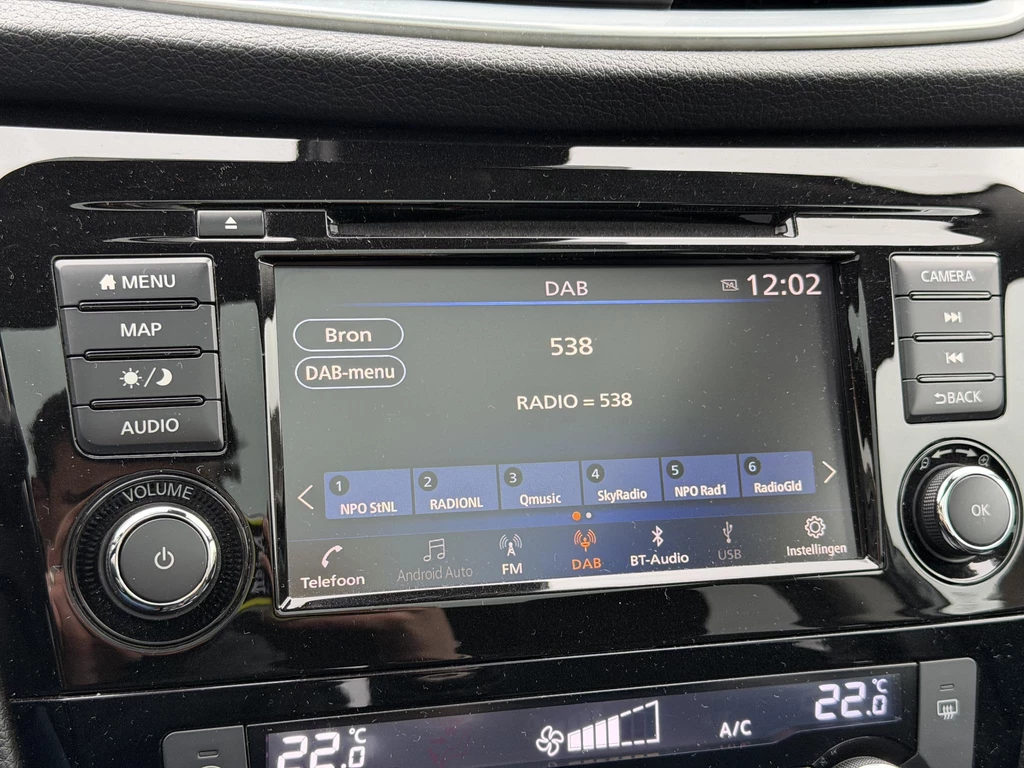 MENU
MAP
AUDIO
VOLUME
DAB
12:02
Bron
538
DAB-menu
RADIO = 538
1
NPO StNL
2
RADIONL
3
Qmusic
4
SkyRadio
5
NPO Rad1
6
RadioGld
Telefoon
Android Auto
FM
DAB
BT-Audio
USB
Instellingen
CAMERA
BACK
OK
22.0 °C
A/C
22.0 °C